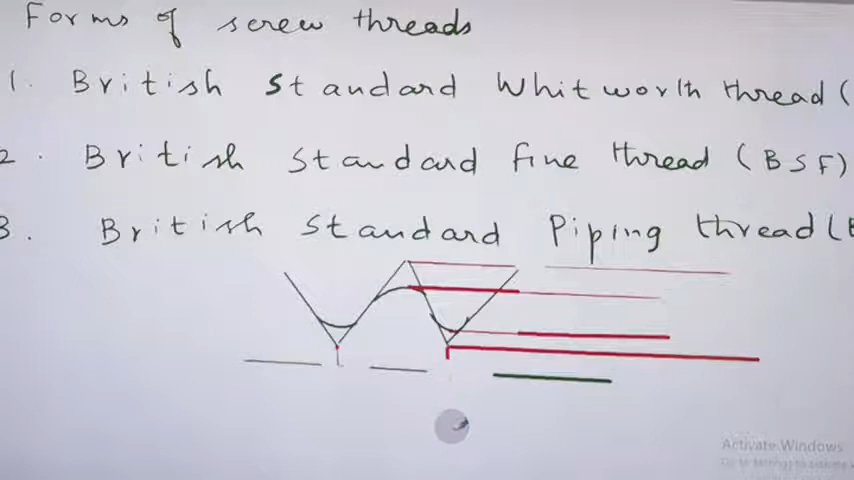 Forms of screw threads
1. British Standard Whitworth thread (
2. British Standard fine thread (BSF)
3. British Standard Piping thread (B
Activate Windows